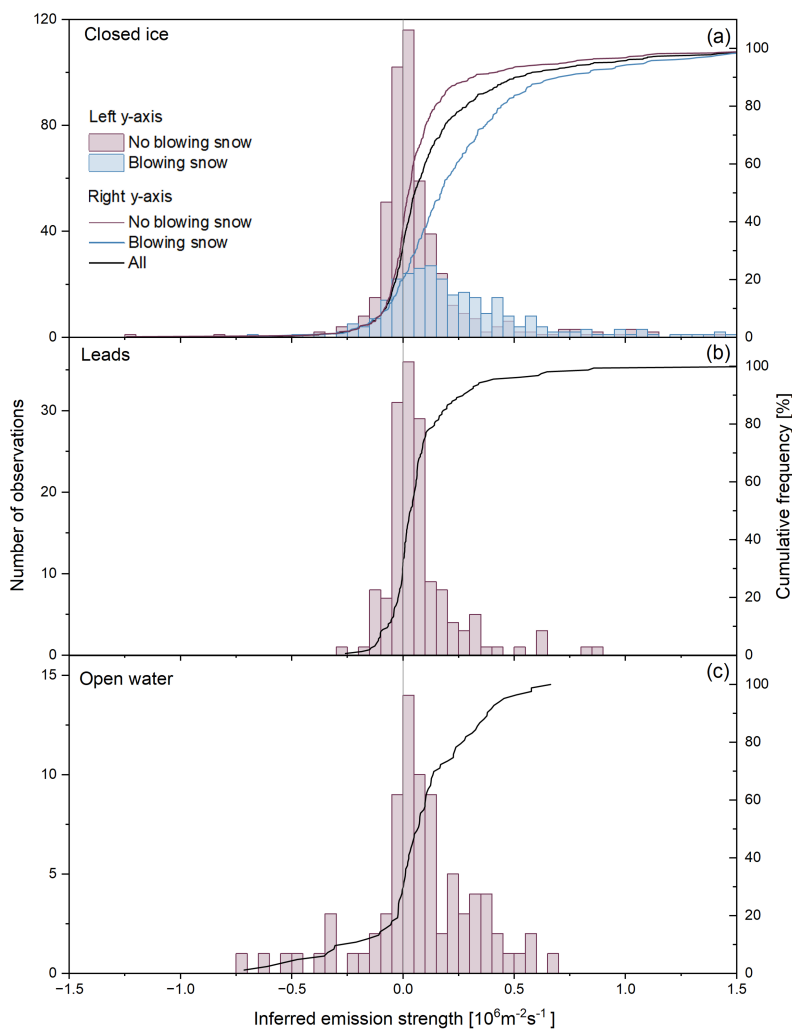 Closed ice
(a)
Left y-axis
No blowing snow
Blowing snow
Right y-axis
No blowing snow
Blowing snow
All
120
80
40
0
100
80
60
40
20
0
Leads
(b)
30
20
10
0
100
80
60
40
20
0
Number of observations
Cumulative frequency [%]
Open water
(c)
15
10
5
0
100
80
60
40
20
0
−1.5
−1.0
−0.5
0.0
0.5
1.0
1.5
Inferred emission strength [10⁶m⁻²s⁻¹]